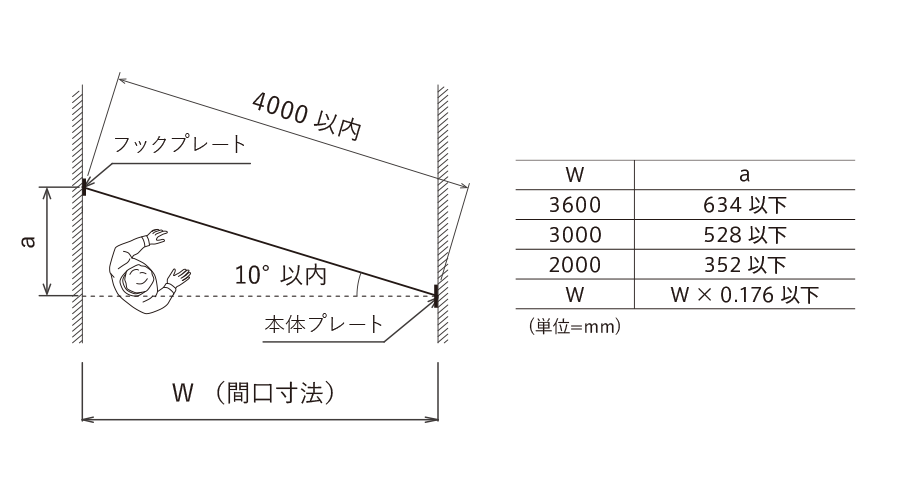 4000 以内
フックプレート
a
10° 以内
本体プレート
W （間口寸法）
W a
3600 634 以下
3000 528 以下
2000 352 以下
W W × 0.176 以下
（単位=mm）